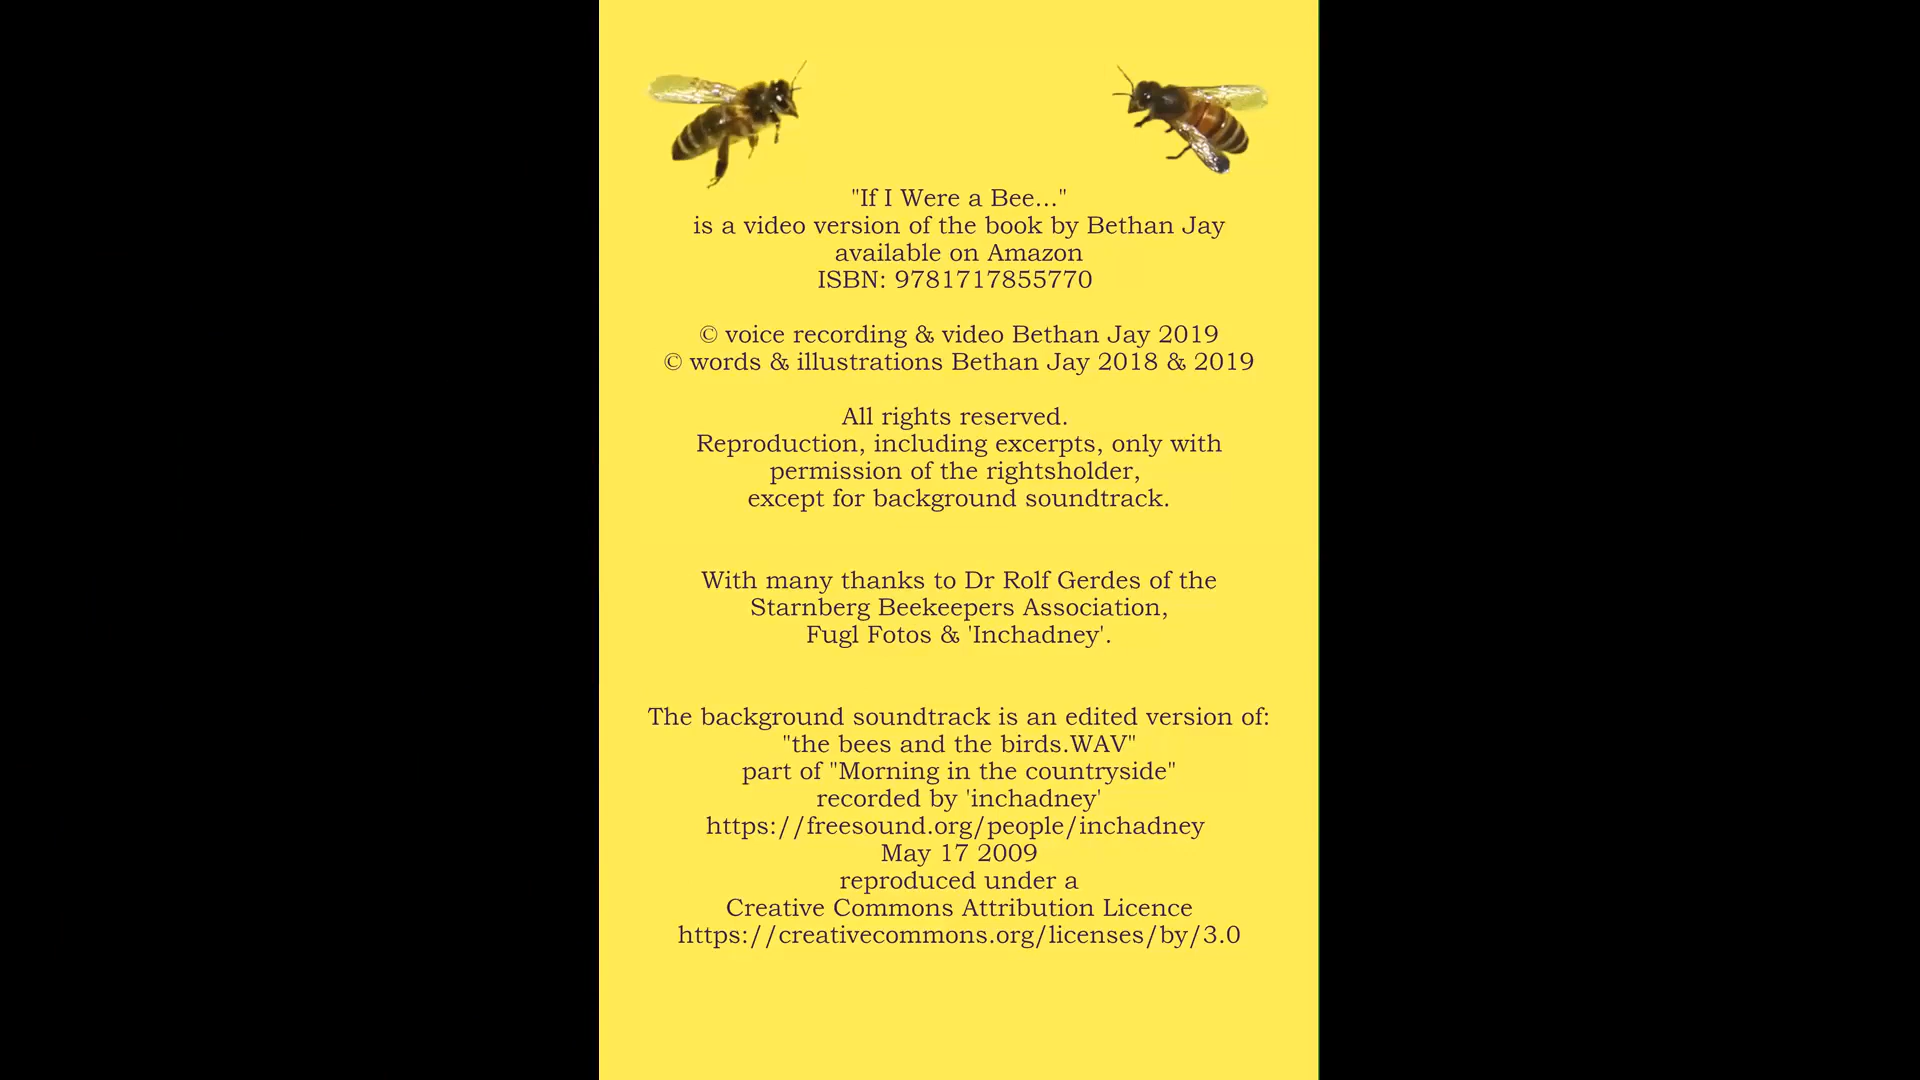 "If I Were a Bee..."
is a video version of the book by Bethan Jay
available on Amazon
ISBN: 9781717855770
© voice recording & video Bethan Jay 2019
© words & illustrations Bethan Jay 2018 & 2019
All rights reserved.
Reproduction, including excerpts, only with
permission of the rightsholder,
except for background soundtrack.
With many thanks to Dr Rolf Gerdes of the
Starnberg Beekeepers Association,
Fugl Fotos & 'Inchadney'.
The background soundtrack is an edited version of:
"the bees and the birds.WAV"
part of "Morning in the countryside"
recorded by 'inchadney'
https://freesound.org/people/inchadney
May 17 2009
reproduced under a
Creative Commons Attribution Licence
https://creativecommons.org/licenses/by/3.0